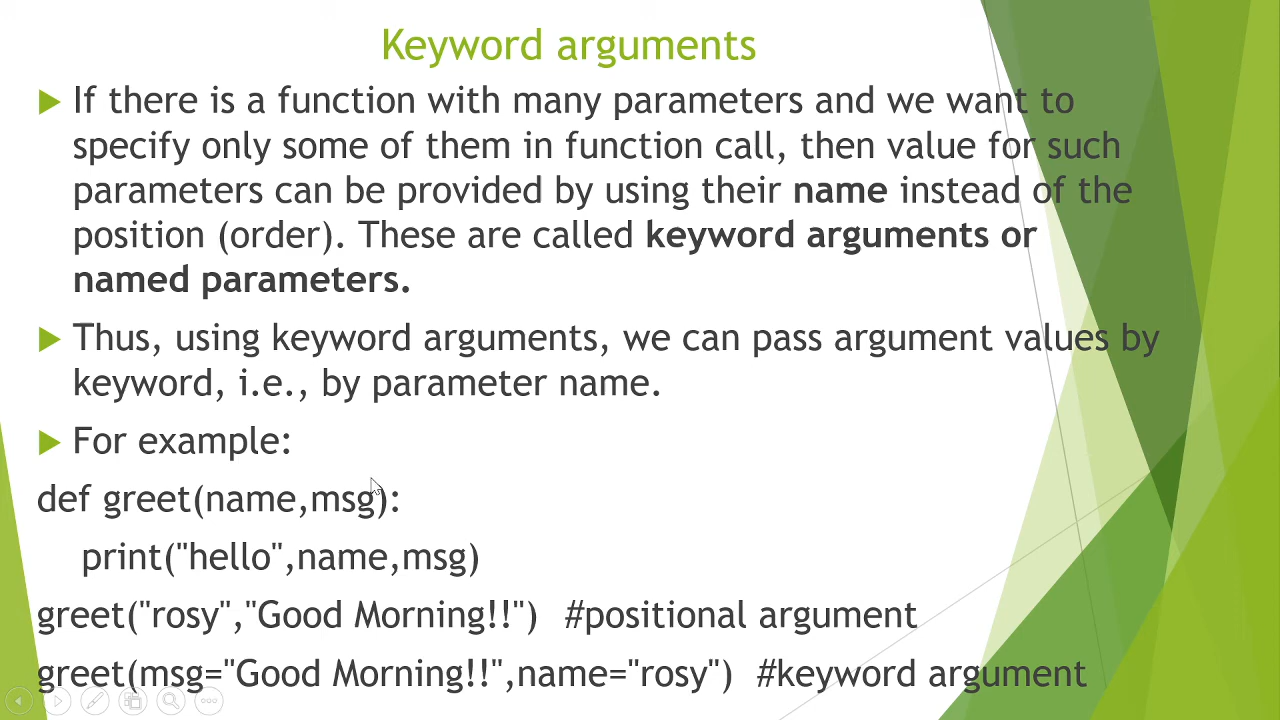 Keyword arguments
If there is a function with many parameters and we want to
specify only some of them in function call, then value for such
parameters can be provided by using their name instead of the
position (order). These are called keyword arguments or
named parameters.
Thus, using keyword arguments, we can pass argument values by
keyword, i.e., by parameter name.
For example:
def greet(name,msg):
print("hello",name,msg)
greet("rosy","Good Morning!!") #positional argument
greet(msg="Good Morning!!",name="rosy") #keyword argument